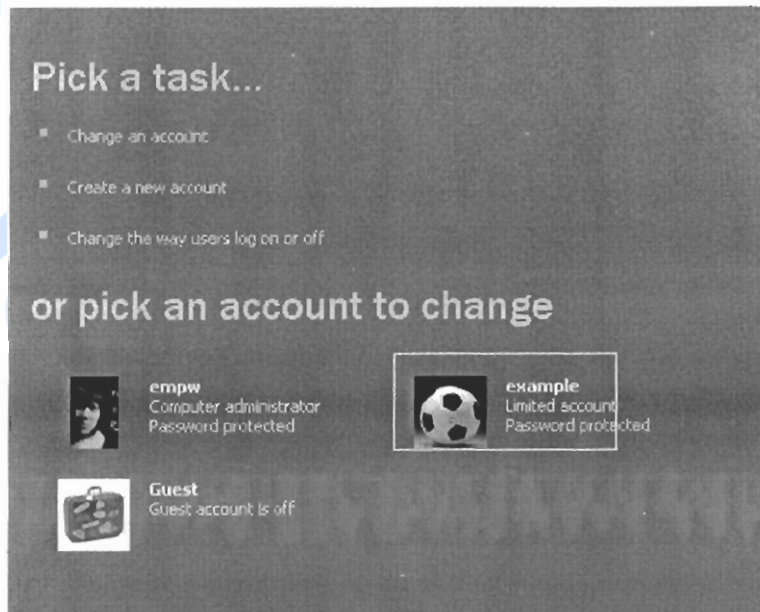 Pick a task...
Change an account
Create a new account
Change the way users log on or off
or pick an account to change
empw
Computer administrator
Password protected
example
Limited account
Password protected
Guest
Guest account is off